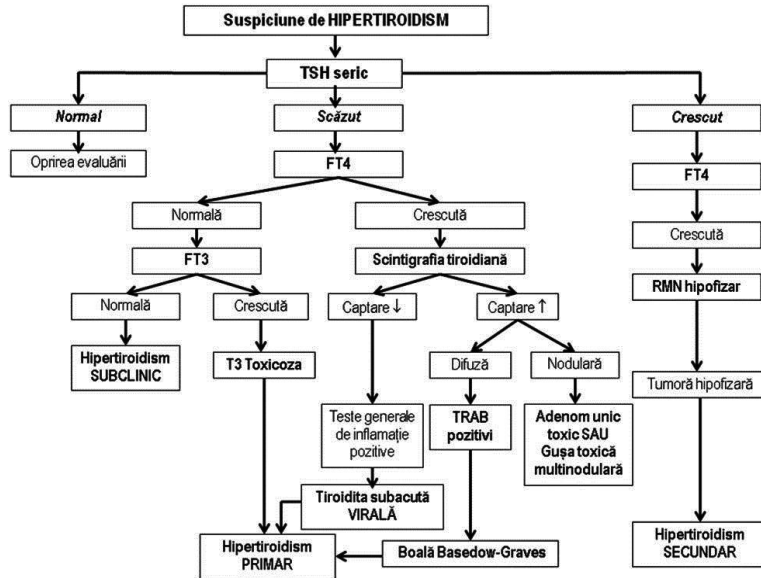 Suspiciune de HIPERTIROIDISM
TSH seric
Normal
Scăzut
Crescut
Oprirea evaluării
FT4
FT4
Normală
Crescută
Crescută
FT3
Scintigrafia tiroidiană
RMN hipofizar
Normală
Crescută
Captare ↓
Captare ↑
Hipertiroidism
SUBCLINIC
T3 Toxicoza
Difuză
Nodulară
Tumoră hipofizară
Teste generale
de inflamație
pozitive
TRAB
pozitivi
Adenom unic
toxic SAU
Gușa toxică
multinodulară
Tiroidita subacută
VIRALĂ
Hipertiroidism
PRIMAR
Boală Basedow-Graves
Hipertiroidism
SECUNDAR